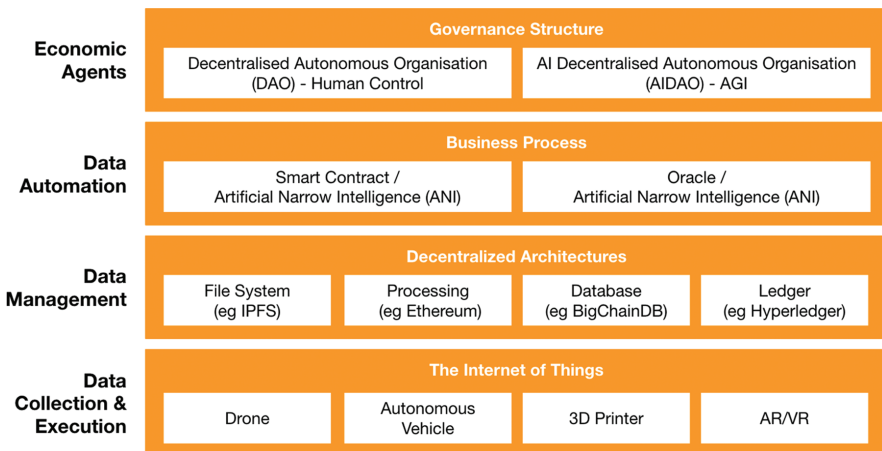 Economic
Agents
Governance Structure
Decentralised Autonomous Organisation
(DAO) - Human Control
AI Decentralised Autonomous Organisation
(AIDAO) - AGI
Data
Automation
Business Process
Smart Contract /
Artificial Narrow Intelligence (ANI)
Oracle /
Artificial Narrow Intelligence (ANI)
Data
Management
Decentralized Architectures
File System
(eg IPFS)
Processing
(eg Ethereum)
Database
(eg BigChainDB)
Ledger
(eg Hyperledger)
Data
Collection &
Execution
The Internet of Things
Drone
Autonomous
Vehicle
3D Printer
AR/VR